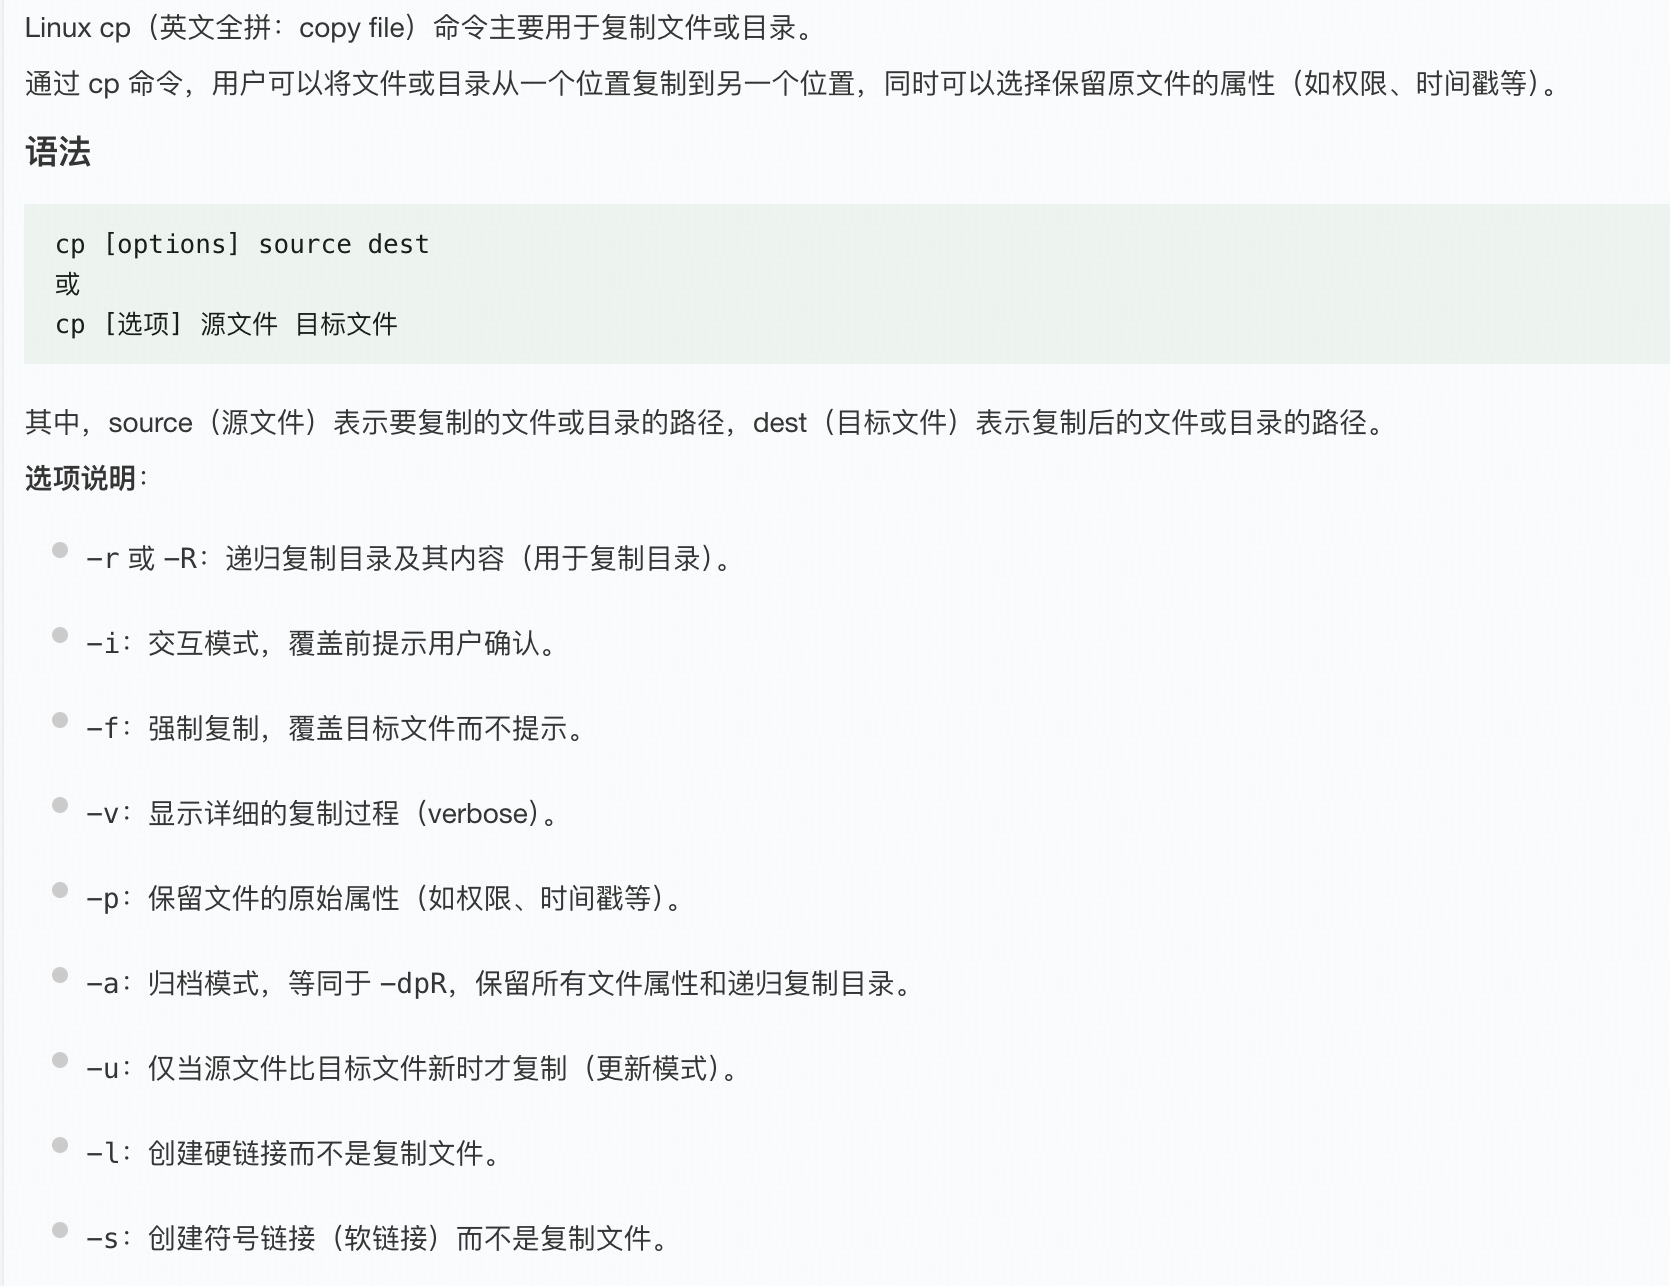 Linux cp（英文全拼：copy file）命令主要用于复制文件或目录。
通过 cp 命令，用户可以将文件或目录从一个位置复制到另一个位置，同时可以选择保留原文件的属性（如权限、时间戳等）。
语法
cp [options] source dest
或
cp [选项] 源文件 目标文件
其中，source（源文件）表示要复制的文件或目录的路径，dest（目标文件）表示复制后的文件或目录的路径。
选项说明：
-r 或 -R：递归复制目录及其内容（用于复制目录）。
-i：交互模式，覆盖前提示用户确认。
-f：强制复制，覆盖目标文件而不提示。
-v：显示详细的复制过程（verbose）。
-p：保留文件的原始属性（如权限、时间戳等）。
-a：归档模式，等同于 -dpR，保留所有文件属性和递归复制目录。
-u：仅当源文件比目标文件新时才复制（更新模式）。
-l：创建硬链接而不是复制文件。
-s：创建符号链接（软链接）而不是复制文件。